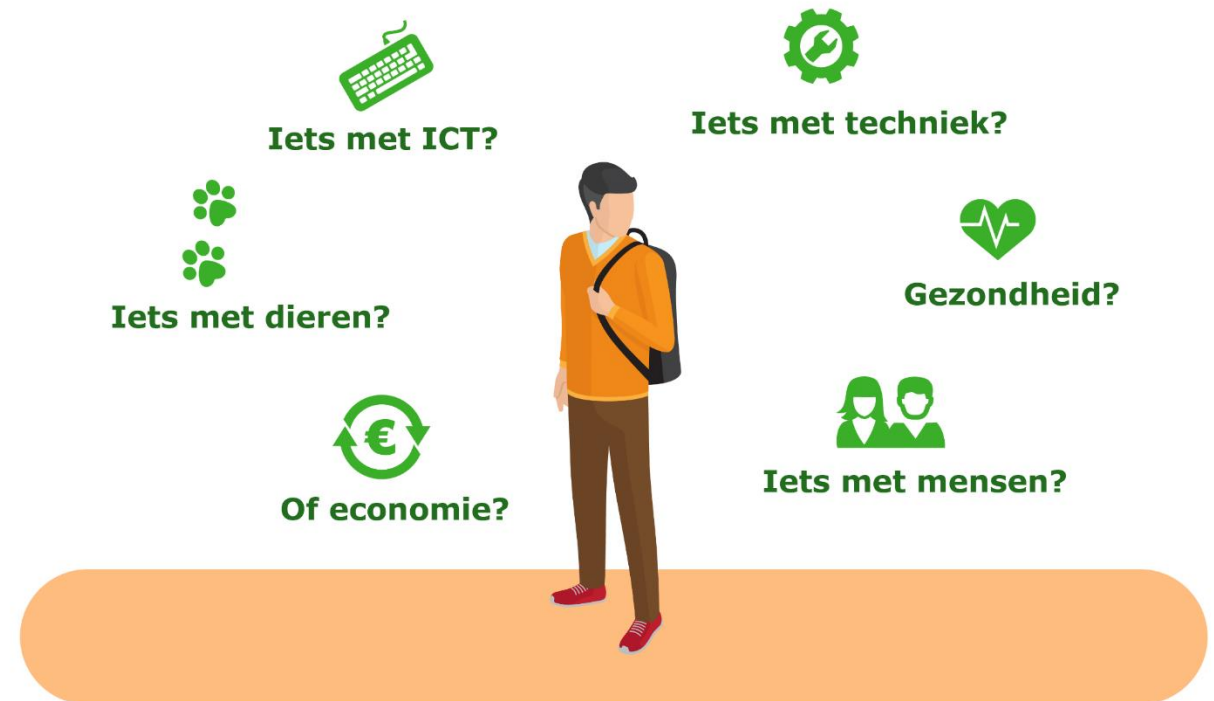 Iets met ICT?
Iets met techniek?
Iets met dieren?
Gezondheid?
Of economie?
Iets met mensen?